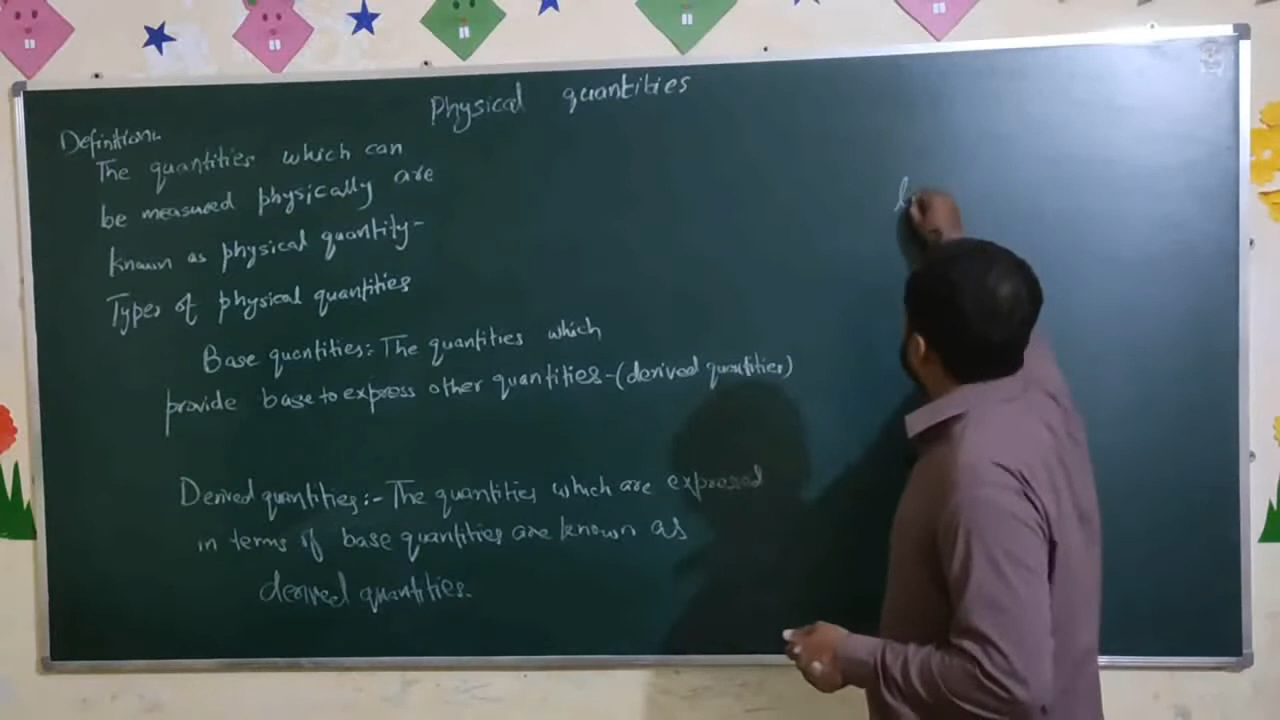 Physical quantities
Definition:
The quantities which can
be measured physically are
known as physical quantity-
Types of physical quantities
Base quantities:- The quantities which
provide base to express other quantities-(derived quantities)
Derived quantities:- The quantities which are expressed
in terms of base quantities are known as
derived quantities.